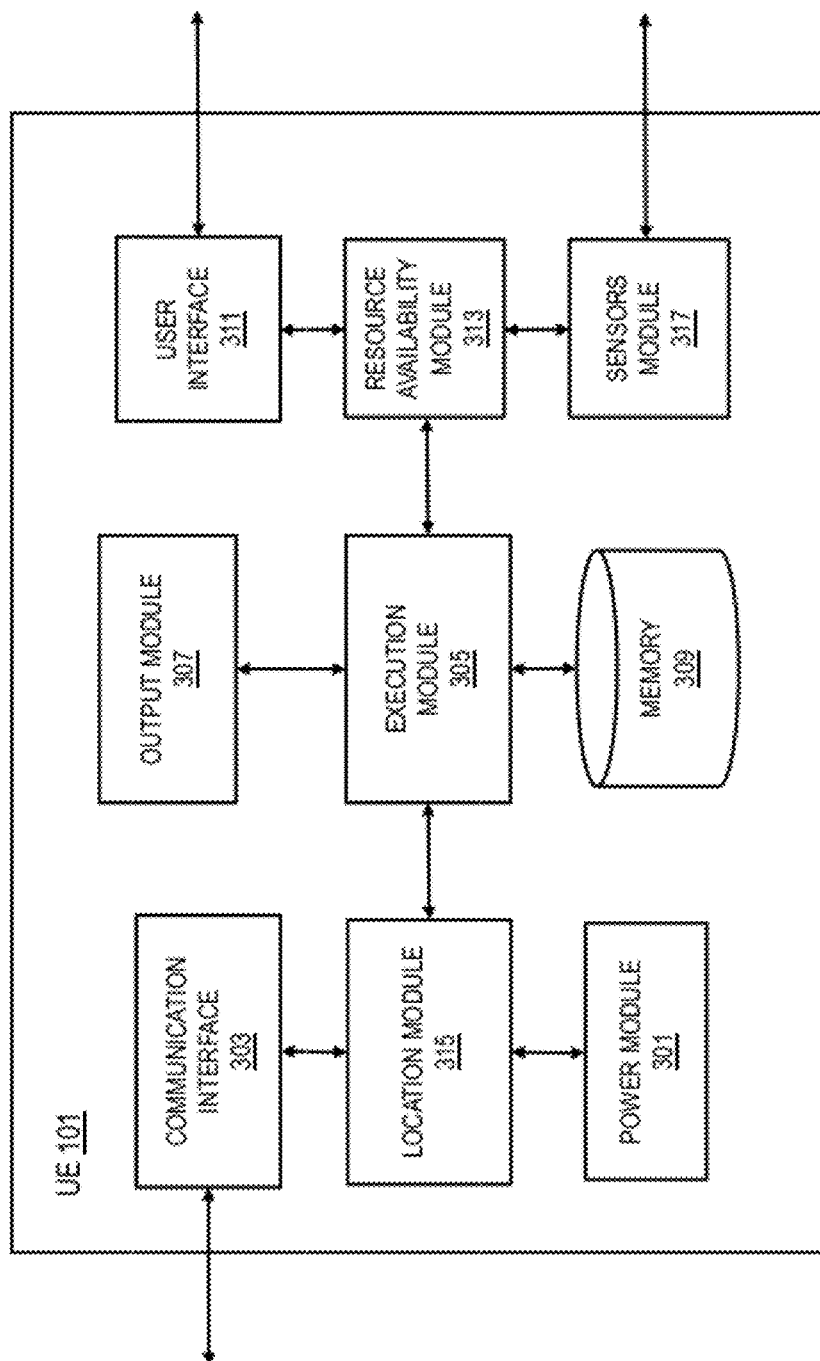 UE 101
COMMUNICATION
INTERFACE
303
OUTPUT MODULE
307
USER
INTERFACE
311
LOCATION MODULE
315
EXECUTION
MODULE
305
RESOURCE
AVAILABILITY
MODULE
313
POWER MODULE
301
MEMORY
309
SENSORS
MODULE
317